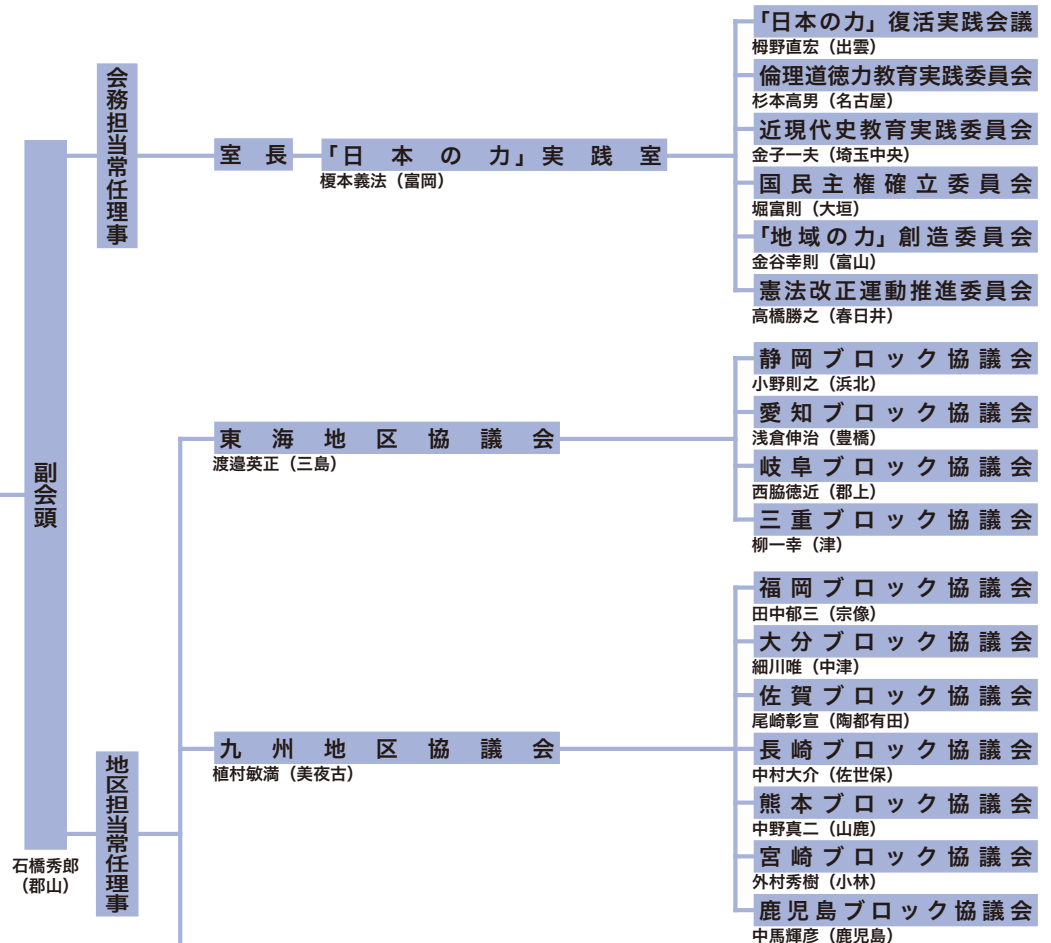 副会頭
石橋秀郎
（郡山）
会務担当常任理事
室長
「日本の力」実践室
榎本義法（富岡）
「日本の力」復活実践会議
栂野直宏（出雲）
倫理道徳力教育実践委員会
杉本高男（名古屋）
近現代史教育実践委員会
金子一夫（埼玉中央）
国民主権確立委員会
堀富則（大垣）
「地域の力」創造委員会
金谷幸則（富山）
憲法改正運動推進委員会
高橋勝之（春日井）
地区担当常任理事
東海地区協議会
渡邉英正（三島）
静岡ブロック協議会
小野則之（浜北）
愛知ブロック協議会
浅倉伸治（豊橋）
岐阜ブロック協議会
西脇徳近（郡上）
三重ブロック協議会
柳一幸（津）
九州地区協議会
植村敏満（美夜古）
福岡ブロック協議会
田中郁三（宗像）
大分ブロック協議会
細川唯（中津）
佐賀ブロック協議会
尾崎彰宣（陶都有田）
長崎ブロック協議会
中村大介（佐世保）
熊本ブロック協議会
中野真二（山鹿）
宮崎ブロック協議会
外村秀樹（小林）
鹿児島ブロック協議会
中馬輝彦（鹿児島）